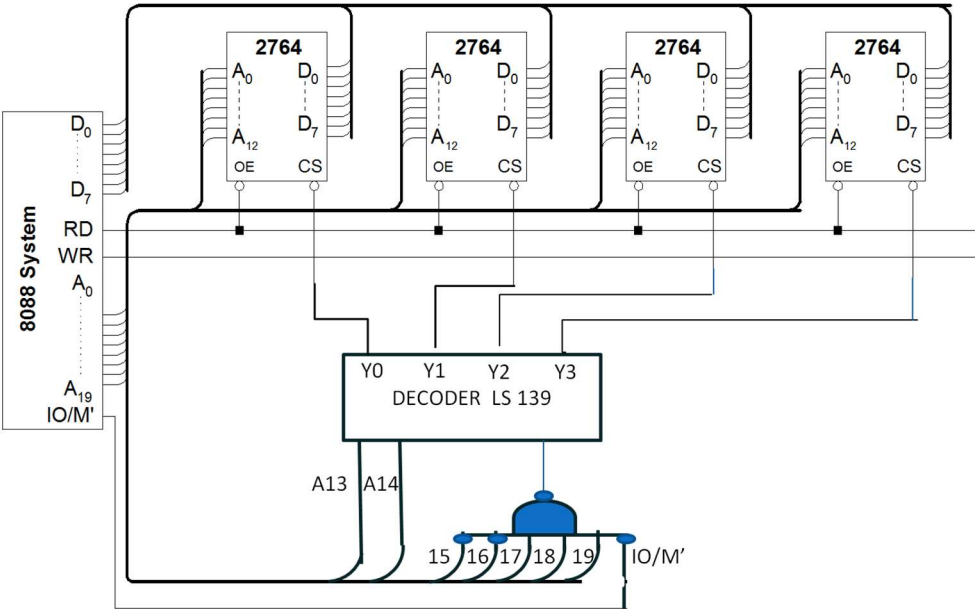 2764 2764 2764 2764
A0 D0 A0 D0 A0 D0 A0 D0
D0
A12 D7 A12 D7 A12 D7 A12 D7
OE CS OE CS OE CS OE CS
D7
8088 System
RD
WR
A0
A19
IO/M'
Y0 Y1 Y2 Y3
DECODER LS 139
A13 A14
15 16 17 18 19 IO/M’